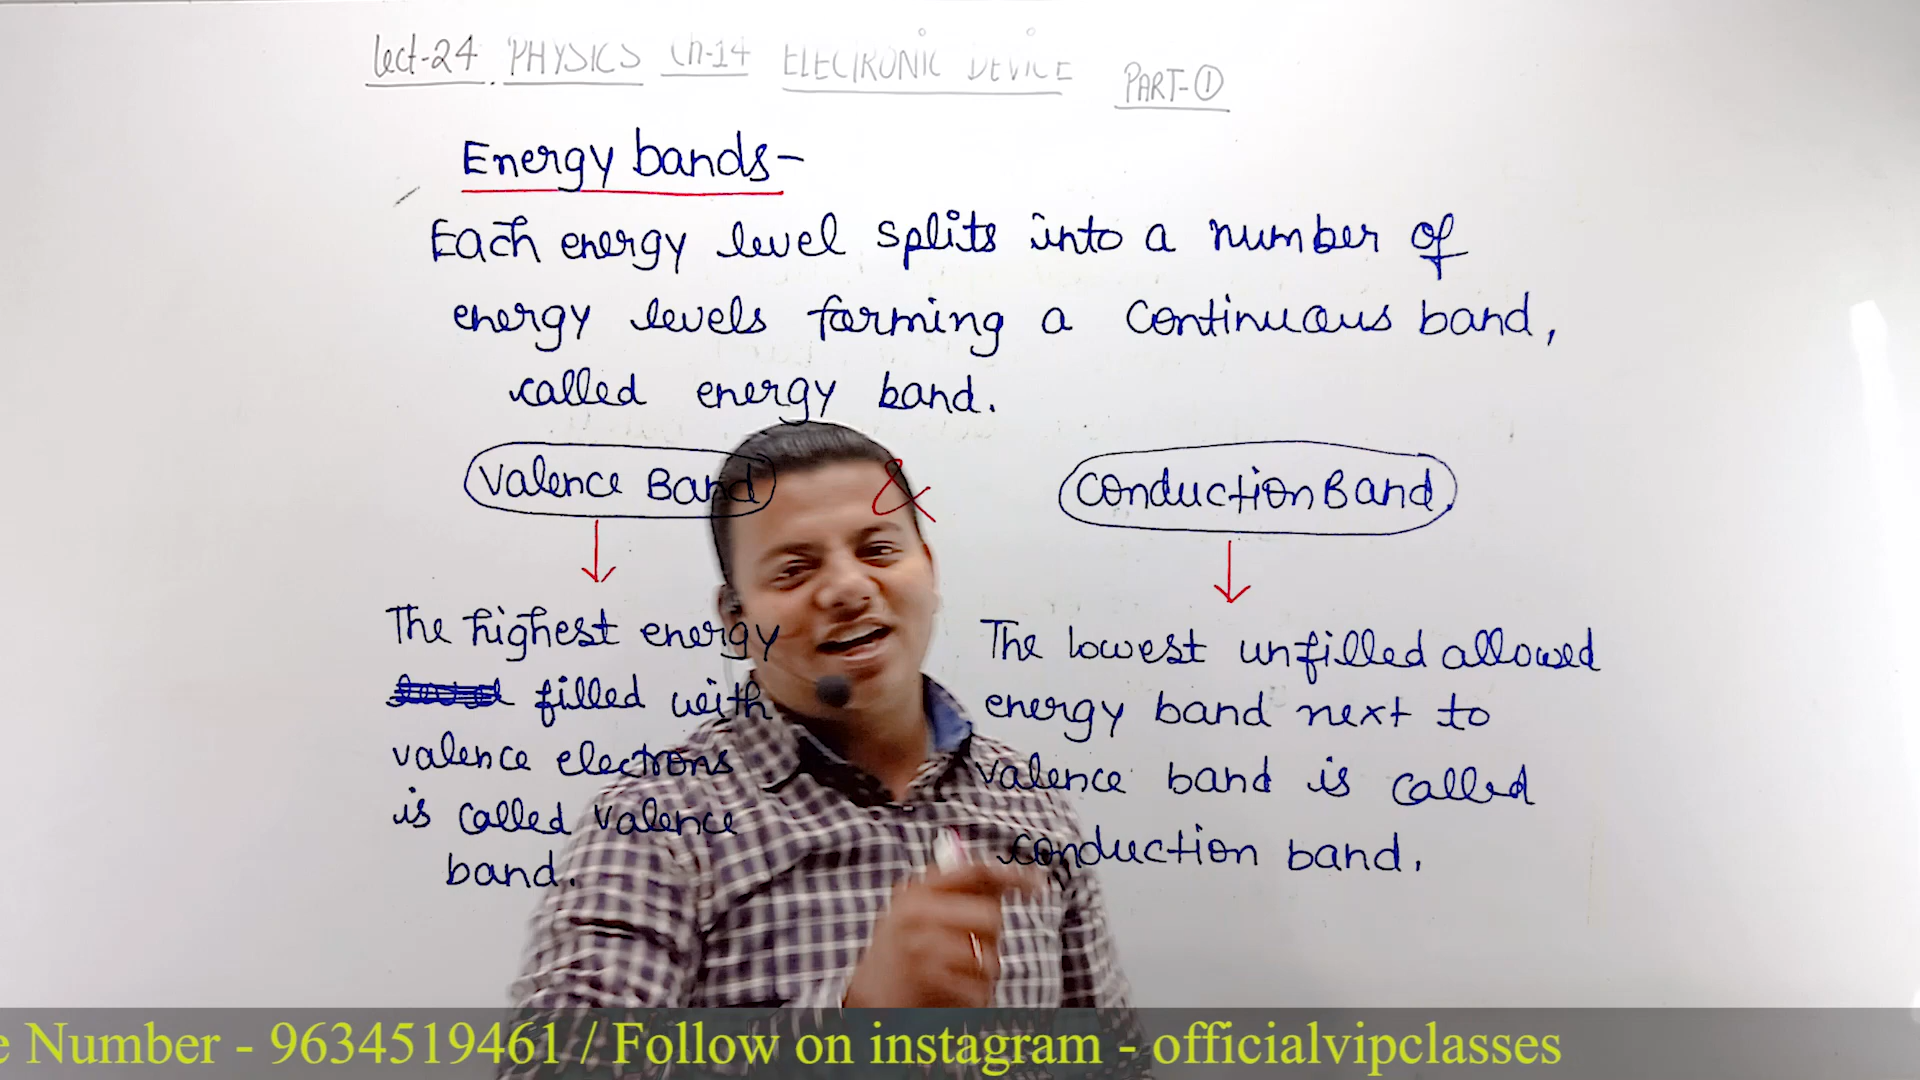 Lect-24 PHYSICS Ch-14 ELECTRONIC DEVICE PART-①
Energy bands-
Each energy level splits into a number of
energy levels forming a continuous band,
called energy band.
Valence Band & Conduction Band
The highest energy
filled with
valence electrons
is called valence
band.
The lowest unfilled allowed
energy band next to
valence band is called
conduction band.
e Number - 9634519461 / Follow on instagram - officialvipclasses